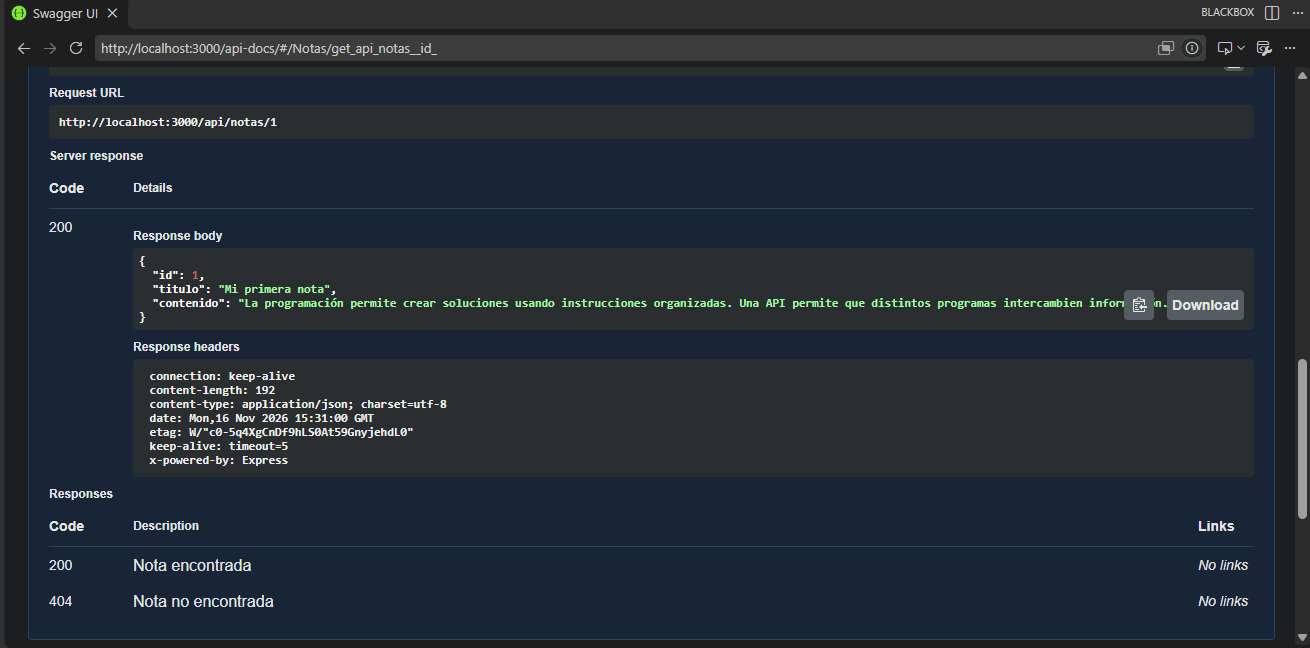 Swagger UI
BLACKBOX
http://localhost:3000/api-docs/#/Notas/get_api_notas__id_
Request URL
http://localhost:3000/api/notas/1
Server response
Code Details
200
Response body
{
"id": 1,
"titulo": "Mi primera nota",
"contenido": "La programación permite crear soluciones usando instrucciones organizadas. Una API permite que distintos programas intercambien
}
Download
Response headers
connection: keep-alive
content-length: 192
content-type: application/json; charset=utf-8
date: Mon,16 Nov 2026 15:31:00 GMT
etag: W/"c0-5q4XgCnDf9hLS0At59GnyjehdL0"
keep-alive: timeout=5
x-powered-by: Express
Responses
Code Description Links
200 Nota encontrada No links
404 Nota no encontrada No links